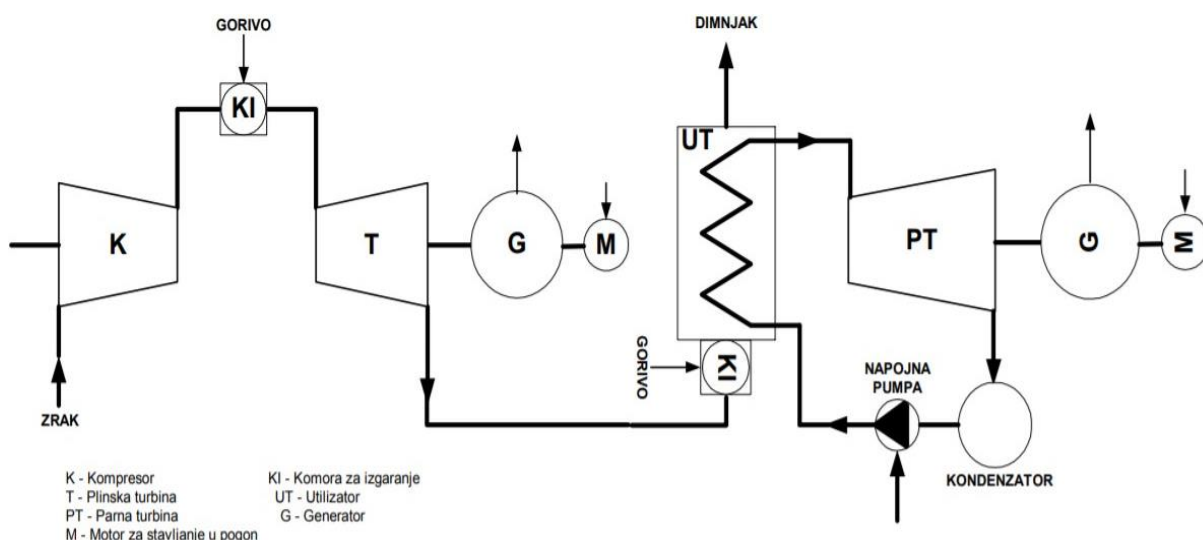 GORIVO
KI
K
T
G
M
ZRAK
DIMNJAK
UT
PT
G
M
GORIVO
KI
NAPOJNA
PUMPA
KONDENZATOR
K - Kompresor
T - Plinska turbina
PT - Parna turbina
M - Motor za stavljanje u pogon
KI - Komora za izgaranje
UT - Utilizator
G - Generator